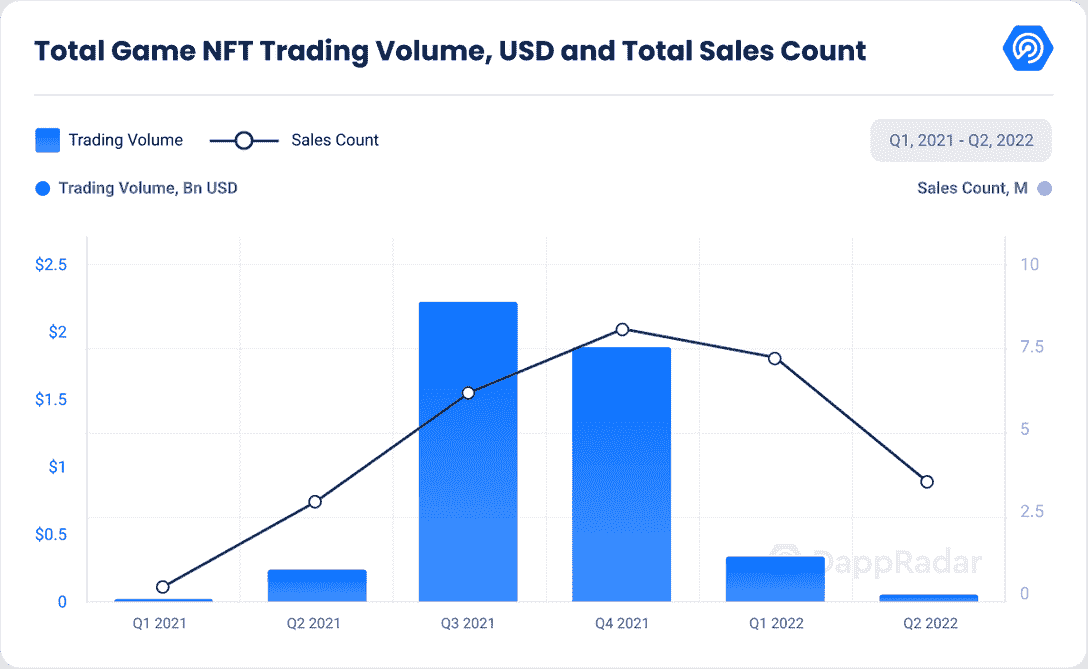 Total Game NFT Trading Volume, USD and Total Sales Count
Trading Volume
Sales Count
Q1, 2021 - Q2, 2022
Trading Volume, Bn USD
Sales Count, M
$2.5
10
$2
7.5
$1.5
5
$1
2.5
$0.5
DappRadar
0
0
Q1 2021
Q2 2021
Q3 2021
Q4 2021
Q1 2022
Q2 2022